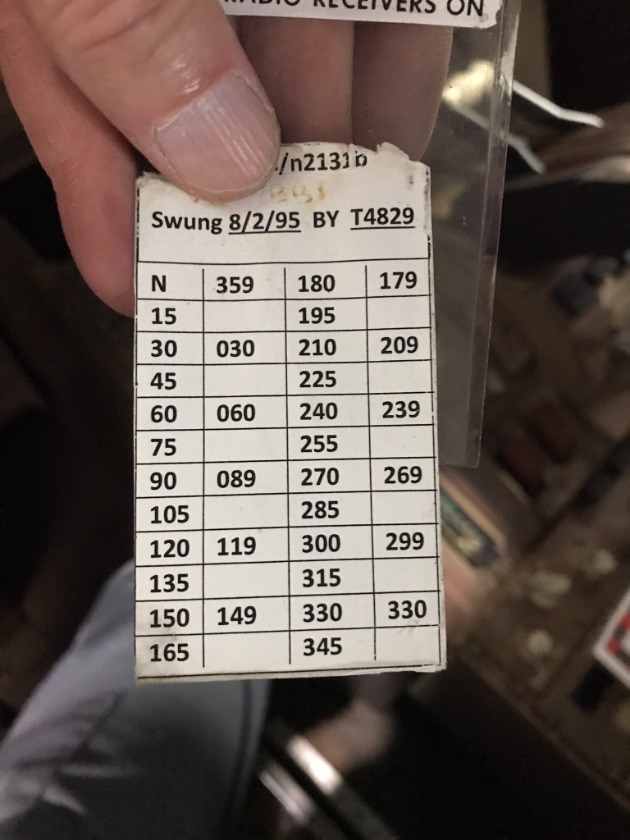 RADIO RECEIVERS ON
/n2131b
Swung 8/2/95 BY T4829
N 359 180 179
15 195
30 030 210 209
45 225
60 060 240 239
75 255
90 089 270 269
105 285
120 119 300 299
135 315
150 149 330 330
165 345